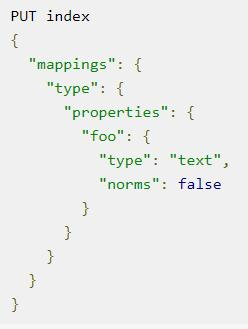 PUT index
{
  "mappings": {
    "type": {
      "properties": {
        "foo": {
          "type": "text",
          "norms": false
        }
      }
    }
  }
}